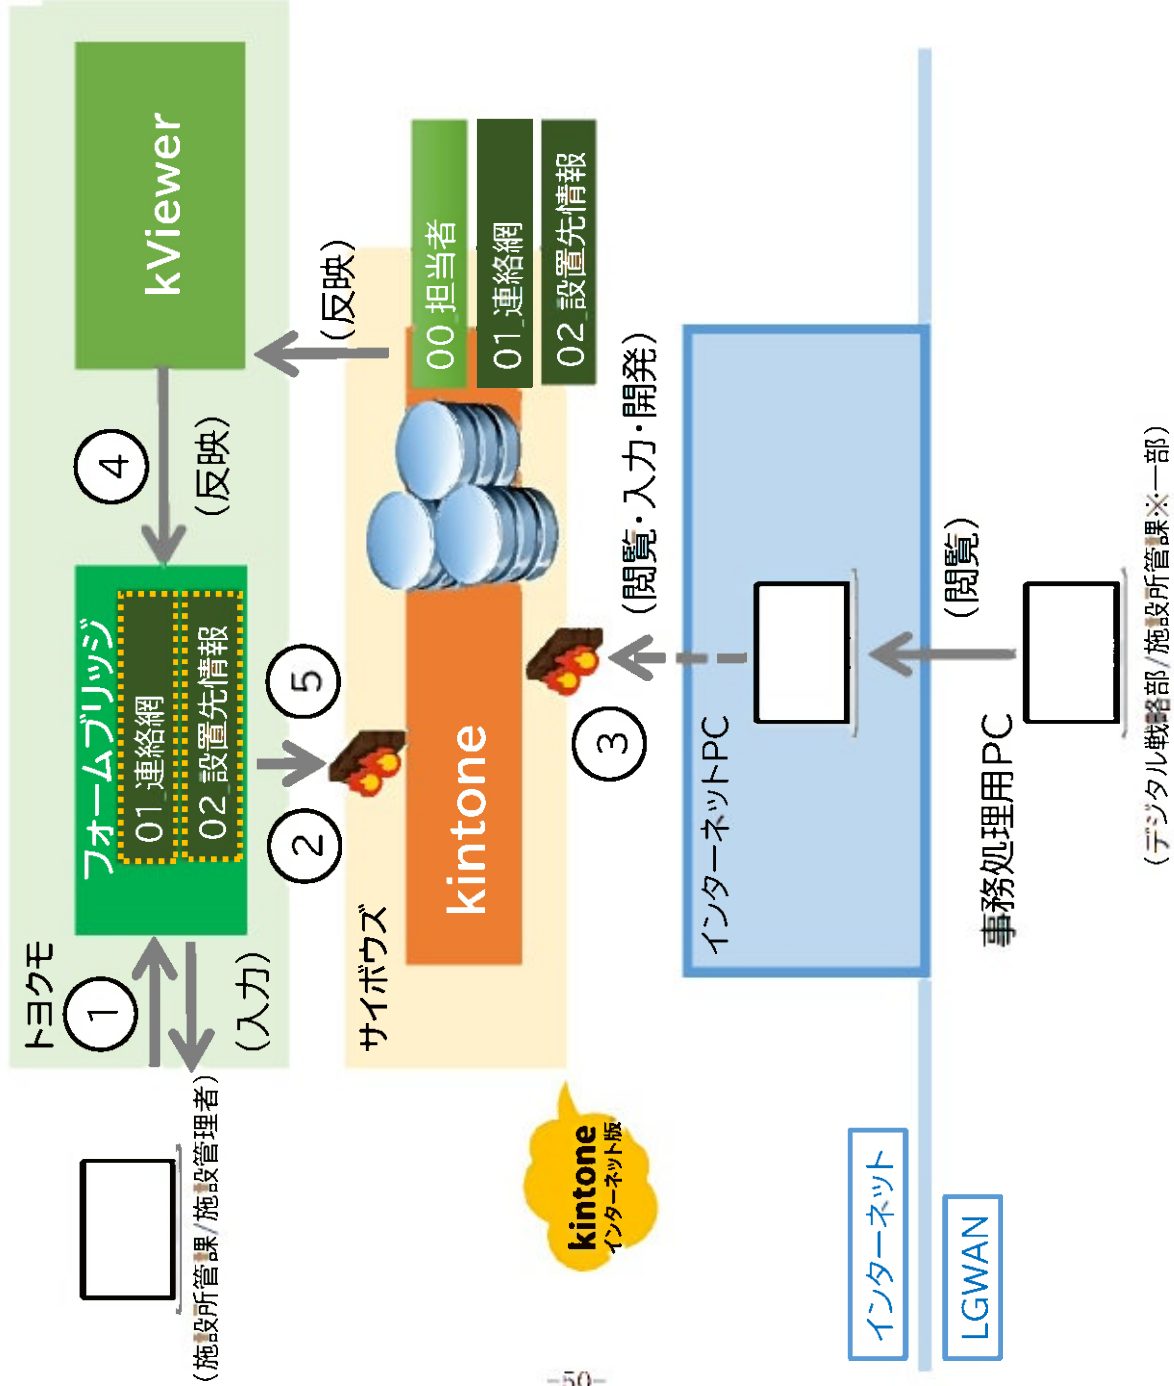 トヨクモ
①
(施設所管課/施設管理者)
(入力)
フォームブリッジ
01_連絡網
02_設置先情報
④
(反映)
kViewer
②
⑤
(反映)
サイボウズ
kintone
00_担当者
01_連絡網
02_設置先情報
kintone
インターネット版
③
(閲覧・入力・開発)
インターネットPC
インターネット
LGWAN
(閲覧)
事務処理用PC
(デジタル戦略部/施設所管課※一部)
-50-